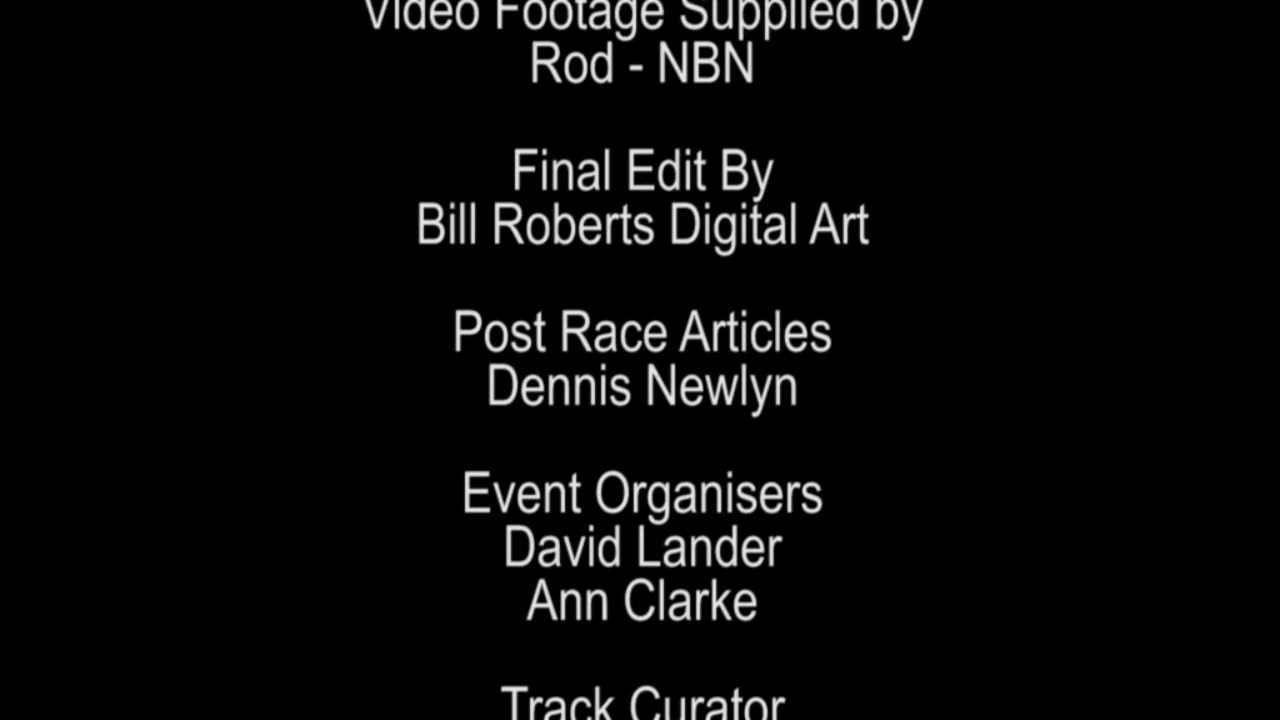 Video Footage Supplied by
Rod - NBN
Final Edit By
Bill Roberts Digital Art
Post Race Articles
Dennis Newlyn
Event Organisers
David Lander
Ann Clarke
Track Curator